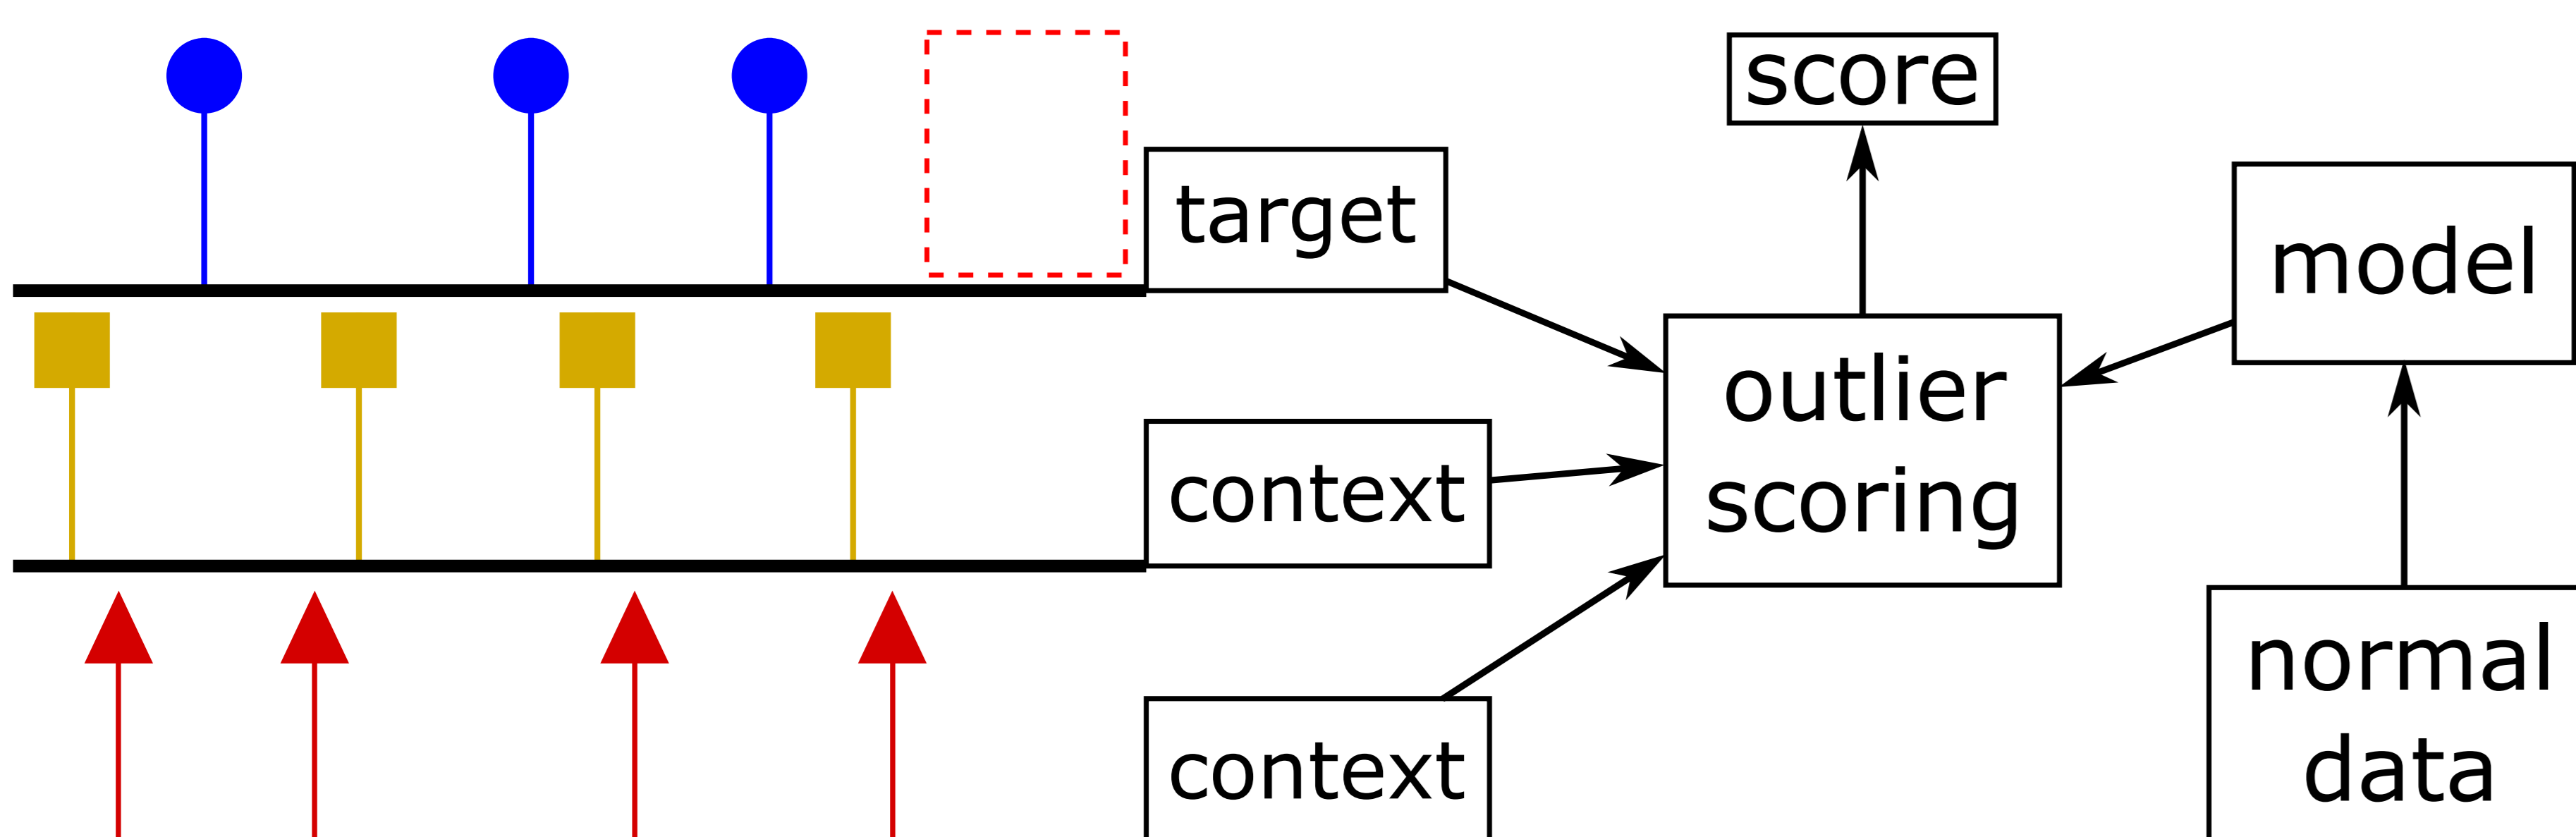 score
target
model
outlier
scoring
context
normal
data
context